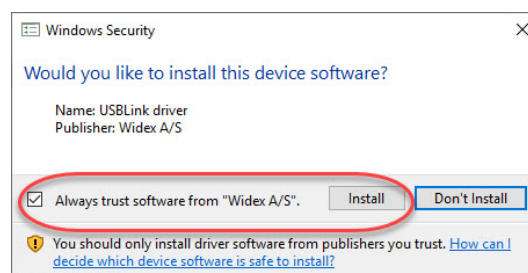 Windows Security
Would you like to install this device software?
Name: USBLink driver
Publisher: Widex A/S
Always trust software from "Widex A/S". Install Don't Install
You should only install driver software from publishers you trust. How can I
decide which device software is safe to install?